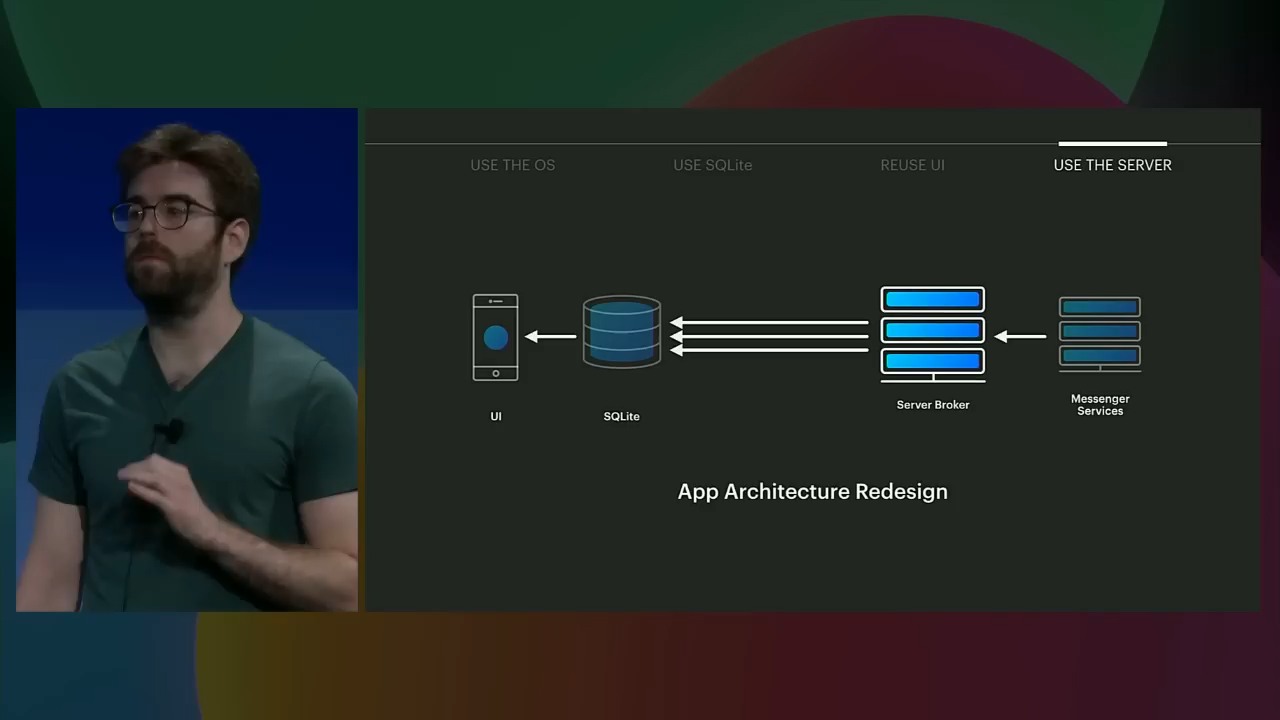 USE THE OS
USE SQLite
REUSE UI
USE THE SERVER
UI
SQLite
Server Broker
Messenger
Services
App Architecture Redesign